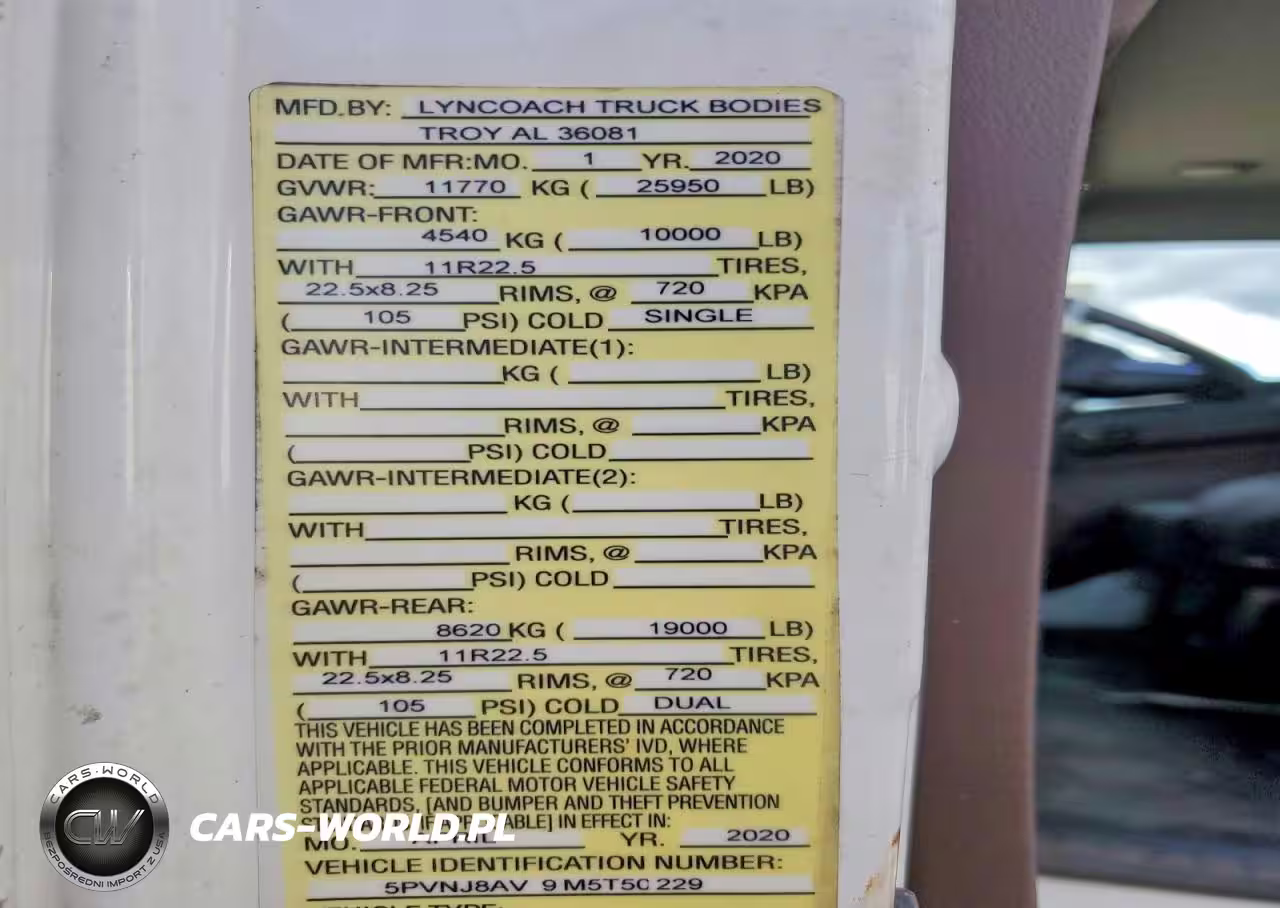 MFD.BY: LYNCOACH TRUCK BODIES
TROY AL 36081
DATE OF MFR:MO. 1 YR. 2020
GVWR: 11770 KG ( 25950 LB)
GAWR-FRONT:
4540 KG ( 10000 LB)
WITH 11R22.5 TIRES,
22.5x8.25 RIMS, @ 720 KPA
( 105 PSI) COLD SINGLE
GAWR-INTERMEDIATE(1):
KG ( LB)
WITH TIRES,
RIMS, @ KPA
( PSI) COLD
GAWR-INTERMEDIATE(2):
KG ( LB)
WITH TIRES,
RIMS, @ KPA
( PSI) COLD
GAWR-REAR:
8620 KG ( 19000 LB)
WITH 11R22.5 TIRES,
22.5x8.25 RIMS, @ 720 KPA
( 105 PSI) COLD DUAL
THIS VEHICLE HAS BEEN COMPLETED IN ACCORDANCE
WITH THE PRIOR MANUFACTURERS' IVD, WHERE
APPLICABLE. THIS VEHICLE CONFORMS TO ALL
APPLICABLE FEDERAL MOTOR VEHICLE SAFETY
STANDARDS, [AND BUMPER AND THEFT PREVENTION
IN EFFECT IN:
MO. YR. 2020
VEHICLE IDENTIFICATION NUMBER:
5PVNJ8AV 9 M5T50 229
CARS-WORLD
CW
BEZPOŚREDNI IMPORT Z USA
CARS-WORLD.PL